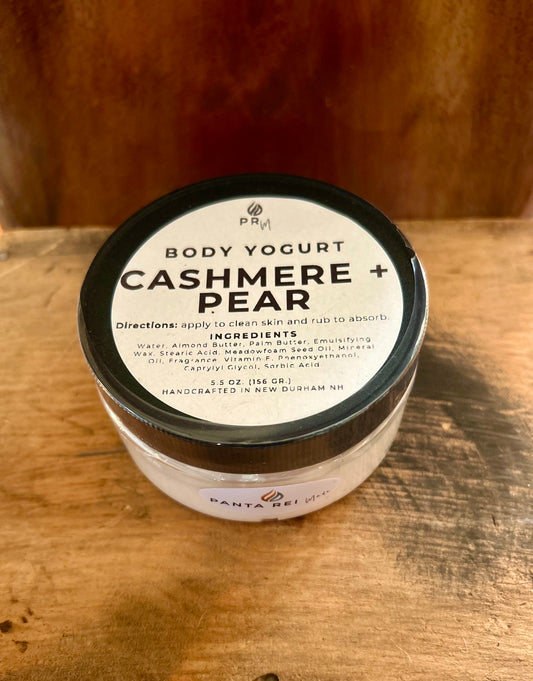 PR M
BODY YOGURT
CASHMERE +
PEAR
Directions: apply to clean skin and rub to absorb.
INGREDIENTS
Water, Almond Butter, Palm Butter, Emulsifying
Wax, Stearic Acid, Meadowfoam Seed Oil, Mineral
Oil, Fragrance, Vitamin E, Phenoxyethanol,
Caprylyl Glycol, Sorbic Acid
5.5 OZ. (156 GR.)
HANDCRAFTED IN NEW DURHAM NH
PANTA REI